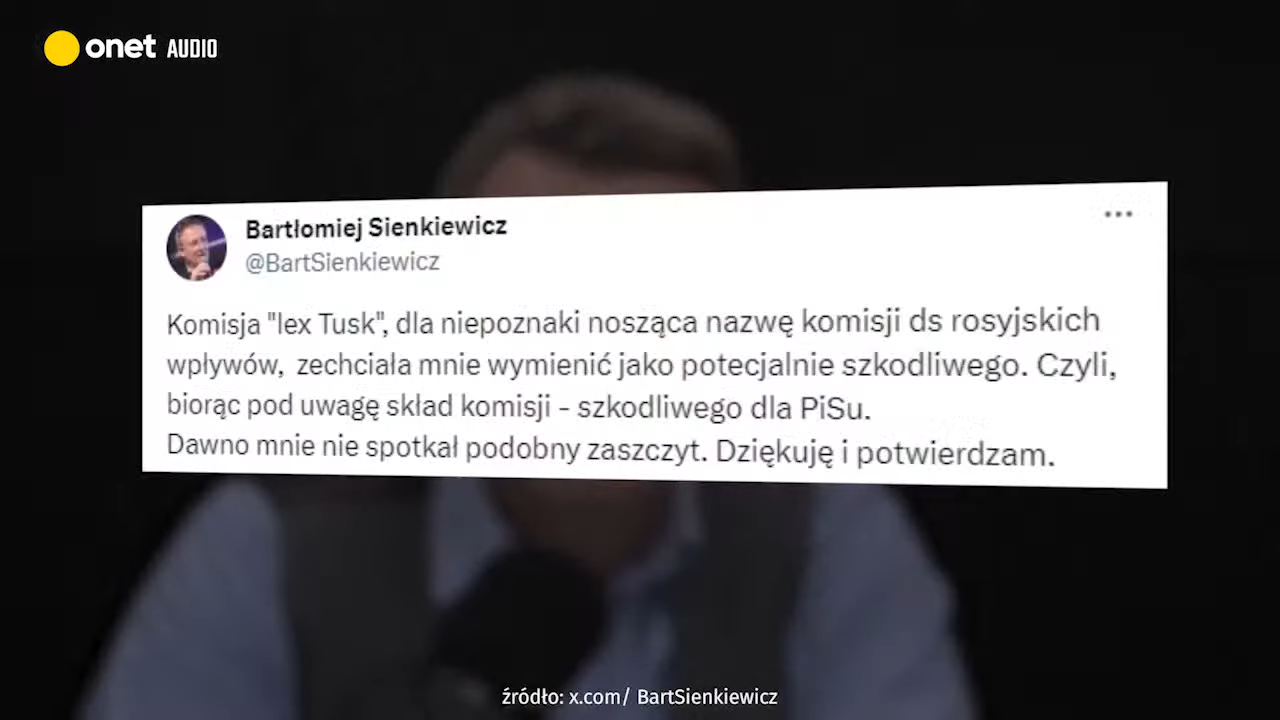 onet AUDIO
Bartłomiej Sienkiewicz
@BartSienkiewicz
Komisja "lex Tusk", dla niepoznaki nosząca nazwę komisji ds rosyjskich
wpływów, zechciała mnie wymienić jako potecjalnie szkodliwego. Czyli,
biorąc pod uwagę skład komisji - szkodliwego dla PiSu.
Dawno mnie nie spotkał podobny zaszczyt. Dziękuję i potwierdzam.
źródło: x.com/ BartSienkiewicz